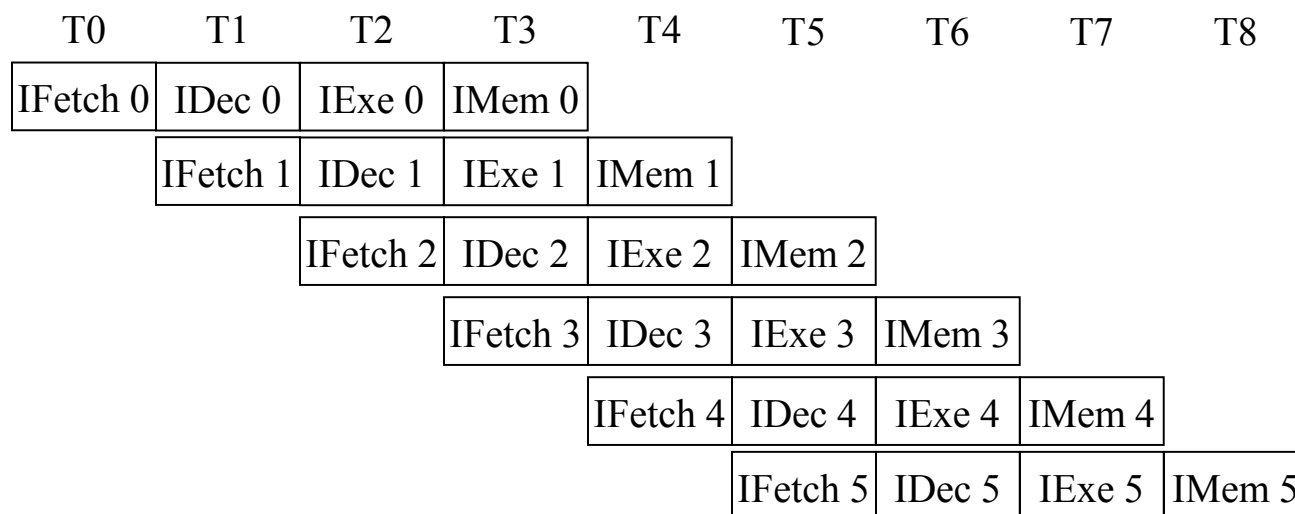 T0 T1 T2 T3 T4 T5 T6 T7 T8
IFetch 0 IDec 0 IExe 0 IMem 0
IFetch 1 IDec 1 IExe 1 IMem 1
IFetch 2 IDec 2 IExe 2 IMem 2
IFetch 3 IDec 3 IExe 3 IMem 3
IFetch 4 IDec 4 IExe 4 IMem 4
IFetch 5 IDec 5 IExe 5 IMem 5